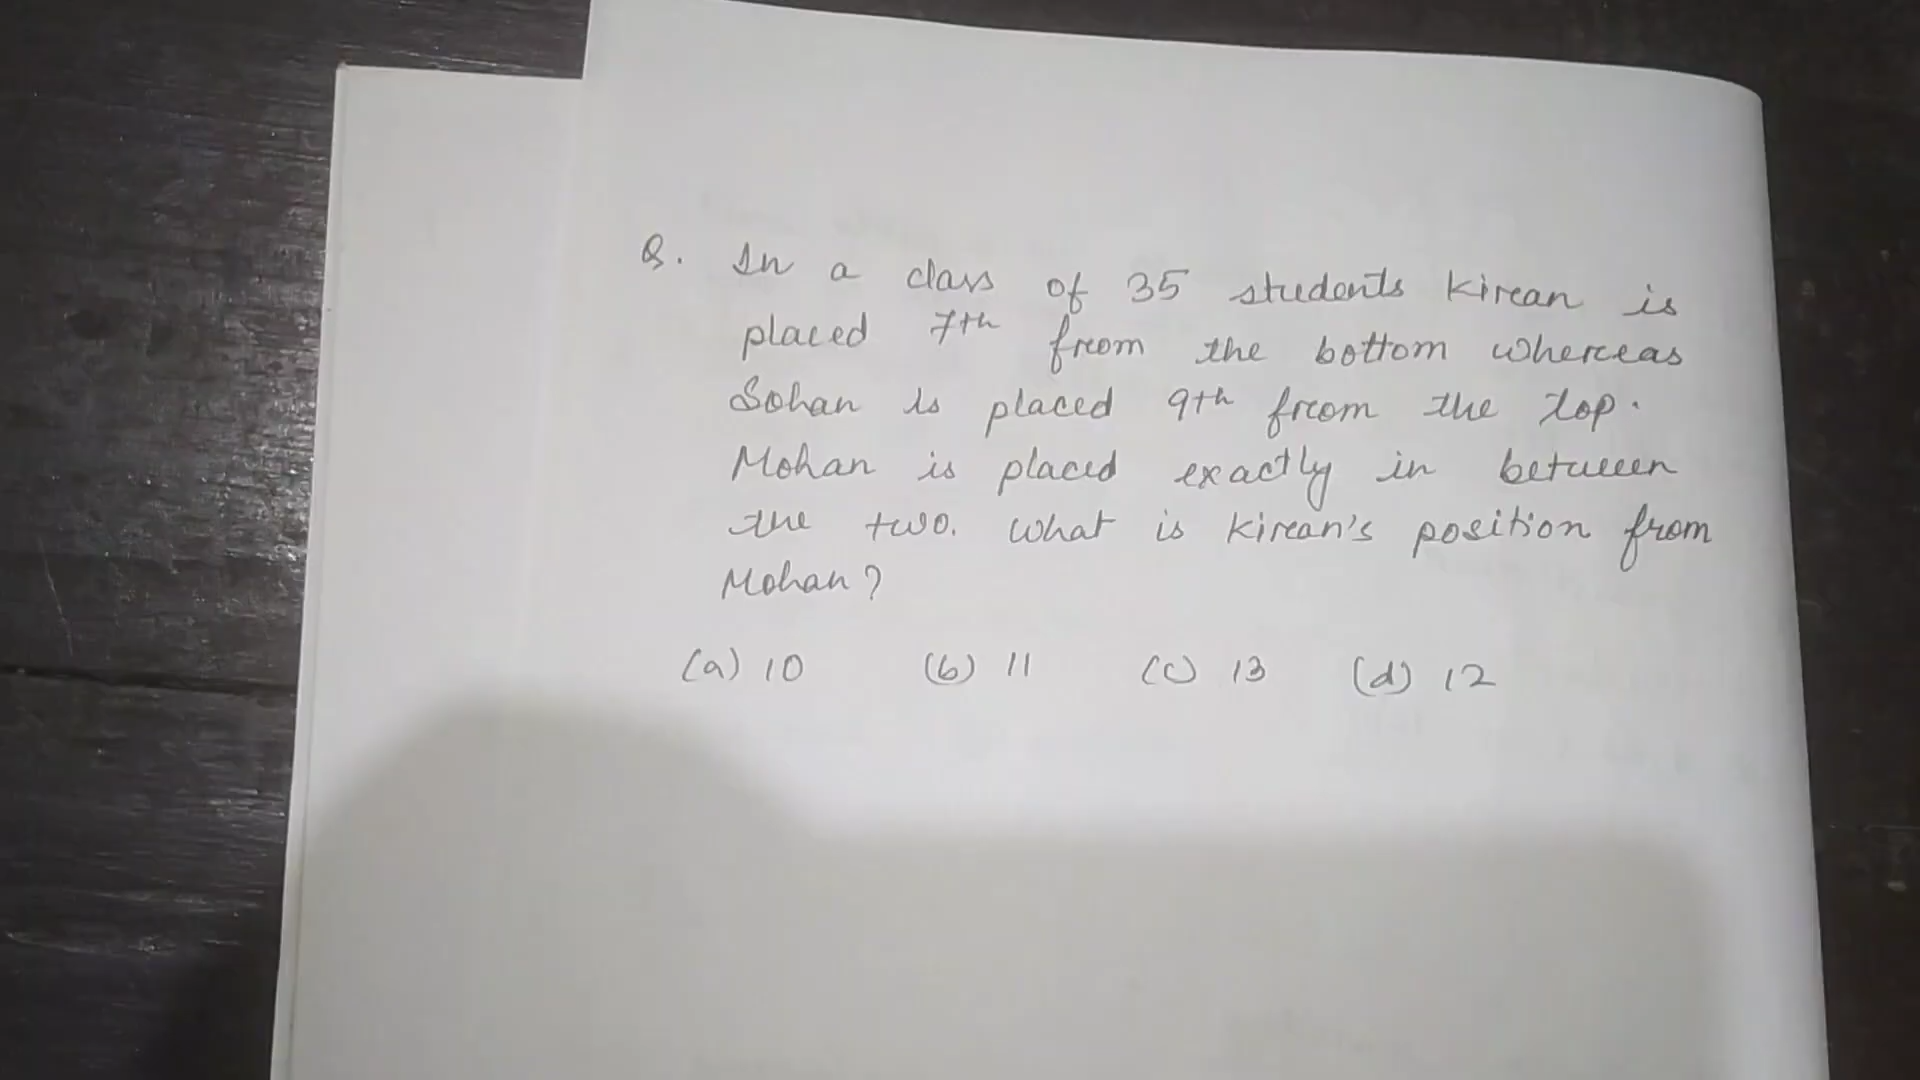 Q. In a class of 35 students Kiran is
placed 7th from the bottom whereas
Sohan is placed 9th from the top.
Mohan is placed exactly in between
the two. What is Kiran's position from
Mohan?
(a) 10 (b) 11 (c) 13 (d) 12